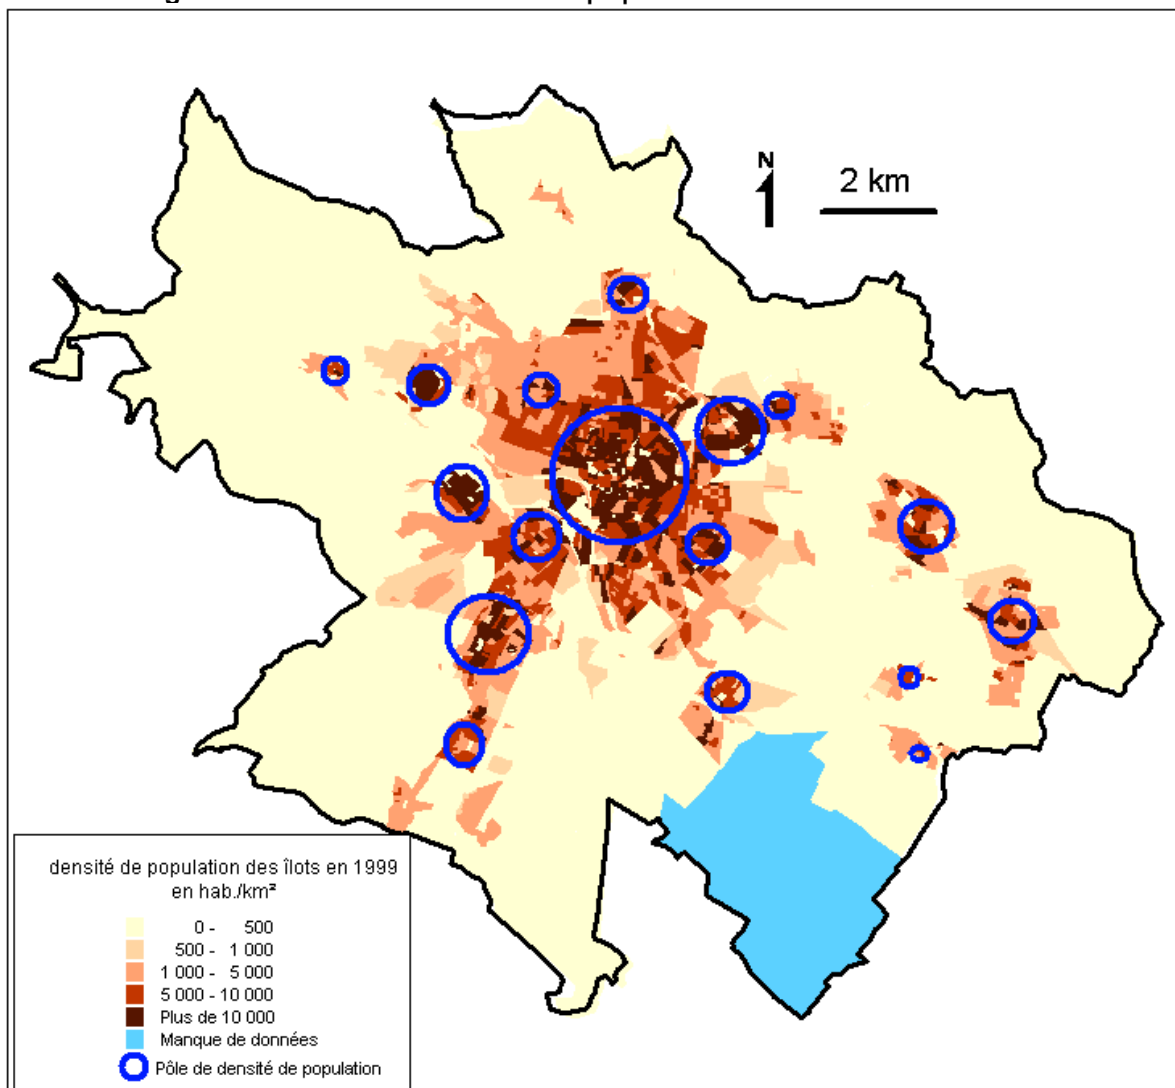 N
2 km
densité de population des îlots en 1999
en hab./km²
0 - 500
500 - 1 000
1 000 - 5 000
5 000 - 10 000
Plus de 10 000
Manque de données
Pôle de densité de population